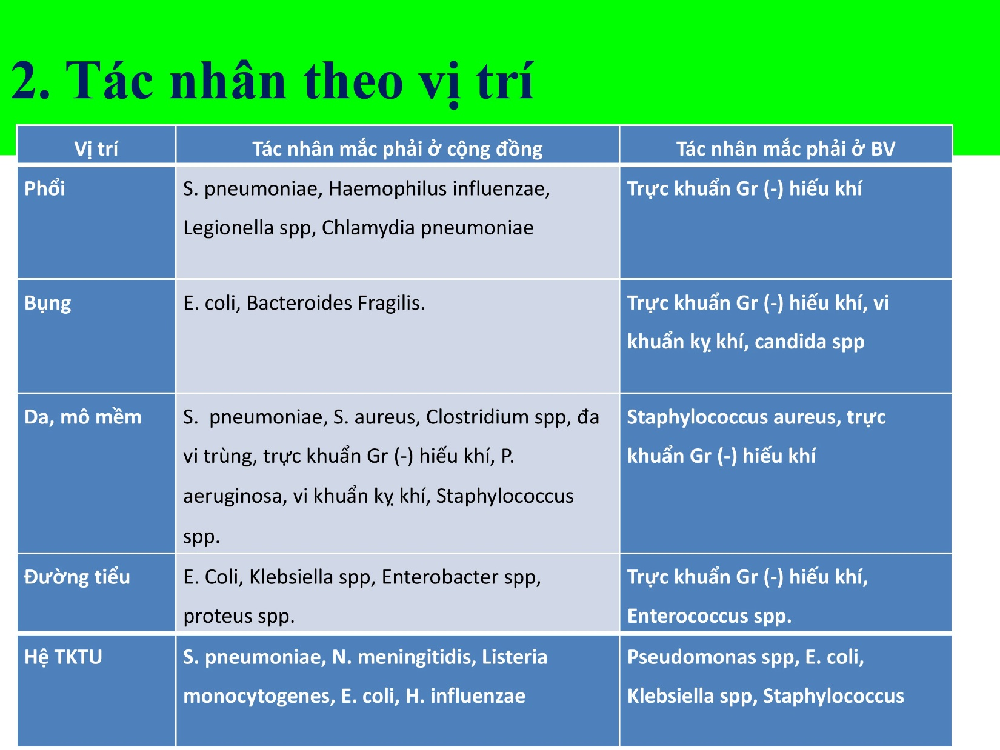 2. Tác nhân theo vị trí
Vị trí
Tác nhân mắc phải ở cộng đồng
Tác nhân mắc phải ở BV
Phổi
S. pneumoniae, Haemophilus influenzae,
Legionella spp, Chlamydia pneumoniae
Trực khuẩn Gr (-) hiếu khí
Bụng
E. coli, Bacteroides Fragilis.
Trực khuẩn Gr (-) hiếu khí, vi
khuẩn kỵ khí, candida spp
Da, mô mềm
S. pneumoniae, S. aureus, Clostridium spp, đa
vi trùng, trực khuẩn Gr (-) hiếu khí, P.
aeruginosa, vi khuẩn kỵ khí, Staphylococcus
spp.
Staphylococcus aureus, trực
khuẩn Gr (-) hiếu khí
Đường tiểu
E. Coli, Klebsiella spp, Enterobacter spp,
proteus spp.
Trực khuẩn Gr (-) hiếu khí,
Enterococcus spp.
Hệ TKTU
S. pneumoniae, N. meningitidis, Listeria
monocytogenes, E. coli, H. influenzae
Pseudomonas spp, E. coli,
Klebsiella spp, Staphylococcus